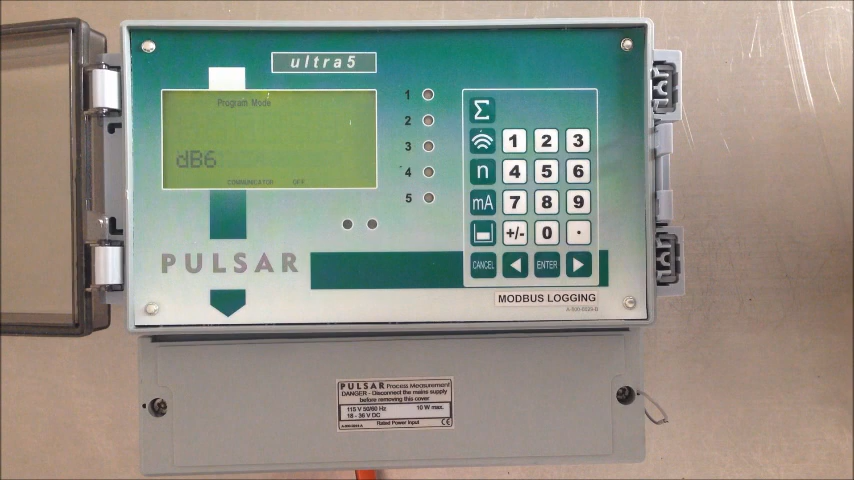 ultra5
Program Mode
dB6
COMMUNICATOR OFF
1
2
3
4
5
Σ
1 2 3
n 4 5 6
mA 7 8 9
+/- 0 .
CANCEL ENTER
PULSAR
MODBUS LOGGING
PULSAR Process Measurement
DANGER - Disconnect the mains supply
before removing this cover
115 V 50/60 Hz 10 W max.
18 - 36 V DC
Rated Power Input CE